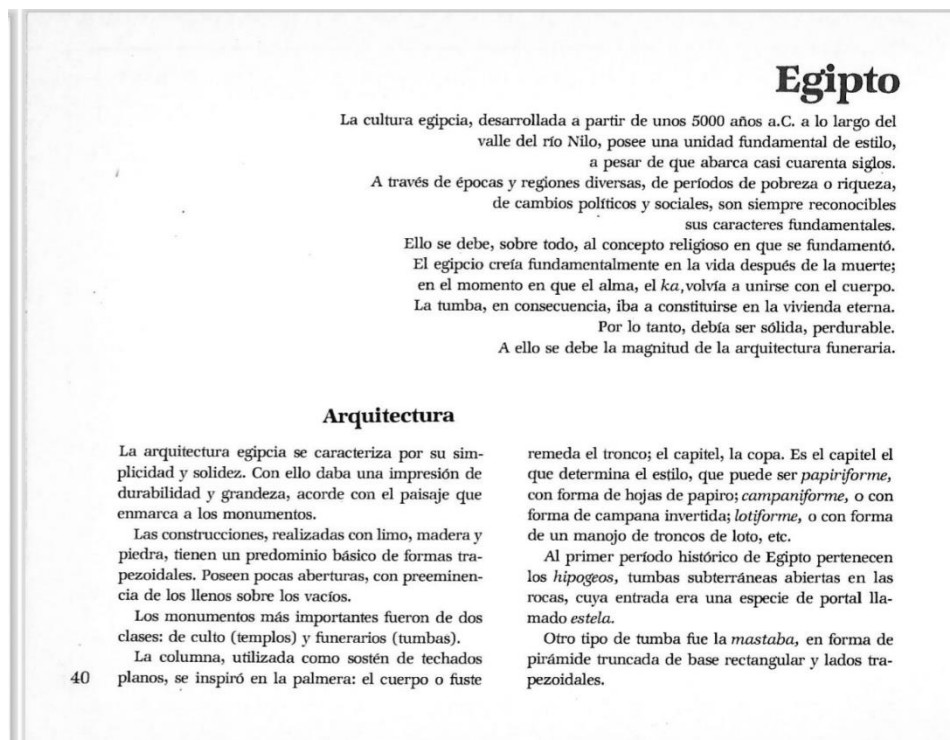 Egipto
La cultura egipcia, desarrollada a partir de unos 5000 años a.C. a lo largo del
valle del río Nilo, posee una unidad fundamental de estilo,
a pesar de que abarca casi cuarenta siglos.
A través de épocas y regiones diversas, de períodos de pobreza o riqueza,
de cambios políticos y sociales, son siempre reconocibles
sus caracteres fundamentales.
Ello se debe, sobre todo, al concepto religioso en que se fundamentó.
El egipcio creía fundamentalmente en la vida después de la muerte;
en el momento en que el alma, el ka,volvía a unirse con el cuerpo.
La tumba, en consecuencia, iba a constituirse en la vivienda eterna.
Por lo tanto, debía ser sólida, perdurable.
A ello se debe la magnitud de la arquitectura funeraria.
Arquitectura
La arquitectura egipcia se caracteriza por su sim-
plicidad y solidez. Con ello daba una impresión de
durabilidad y grandeza, acorde con el paisaje que
enmarca a los monumentos.
Las construcciones, realizadas con limo, madera y
piedra, tienen un predominio básico de formas tra-
pezoidales. Poseen pocas aberturas, con preeminen-
cia de los llenos sobre los vacíos.
Los monumentos más importantes fueron de dos
clases: de culto (templos) y funerarios (tumbas).
La columna, utilizada como sostén de techados
planos, se inspiró en la palmera: el cuerpo o fuste
remeda el tronco; el capitel, la copa. Es el capitel el
que determina el estilo, que puede ser papiriforme,
con forma de hojas de papiro; campaniforme, o con
forma de campana invertida; lotiforme, o con forma
de un manojo de troncos de loto, etc.
Al primer período histórico de Egipto pertenecen
los hipogeos, tumbas subterráneas abiertas en las
rocas, cuya entrada era una especie de portal lla-
mado estela.
Otro tipo de tumba fue la mastaba, en forma de
pirámide truncada de base rectangular y lados tra-
pezoidales.
40